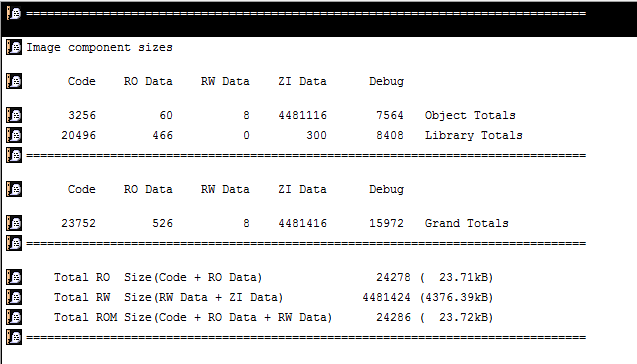 ================================================================================
Image component sizes
Code RO Data RW Data ZI Data Debug
3256 60 8 4481116 7564 Object Totals
20496 466 0 300 8408 Library Totals
================================================================================
Code RO Data RW Data ZI Data Debug
23752 526 8 4481416 15972 Grand Totals
================================================================================
Total RO Size(Code + RO Data) 24278 ( 23.71kB)
Total RW Size(RW Data + ZI Data) 4481424 (4376.39kB)
Total ROM Size(Code + RO Data + RW Data) 24286 ( 23.72kB)
================================================================================